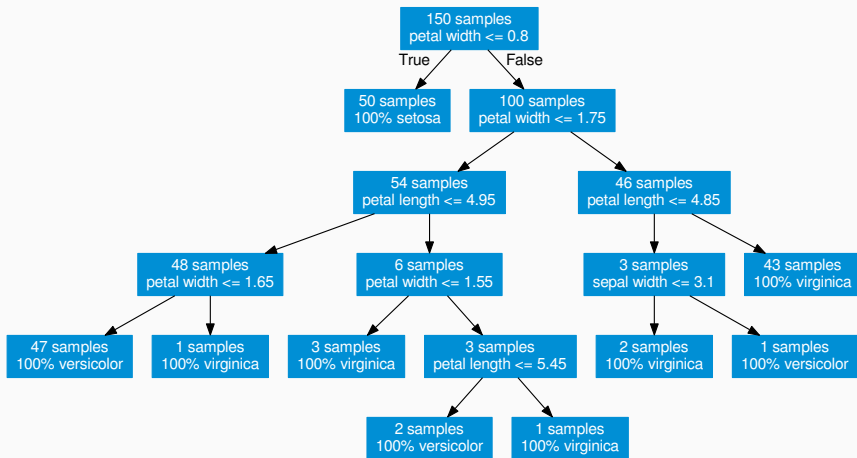 150 samples
petal width <= 0.8
True
False
50 samples
100% setosa
100 samples
petal width <= 1.75
54 samples
petal length <= 4.95
46 samples
petal length <= 4.85
48 samples
petal width <= 1.65
6 samples
petal width <= 1.55
3 samples
sepal width <= 3.1
43 samples
100% virginica
47 samples
100% versicolor
1 samples
100% virginica
3 samples
100% virginica
3 samples
petal length <= 5.45
2 samples
100% virginica
1 samples
100% versicolor
2 samples
100% versicolor
1 samples
100% virginica